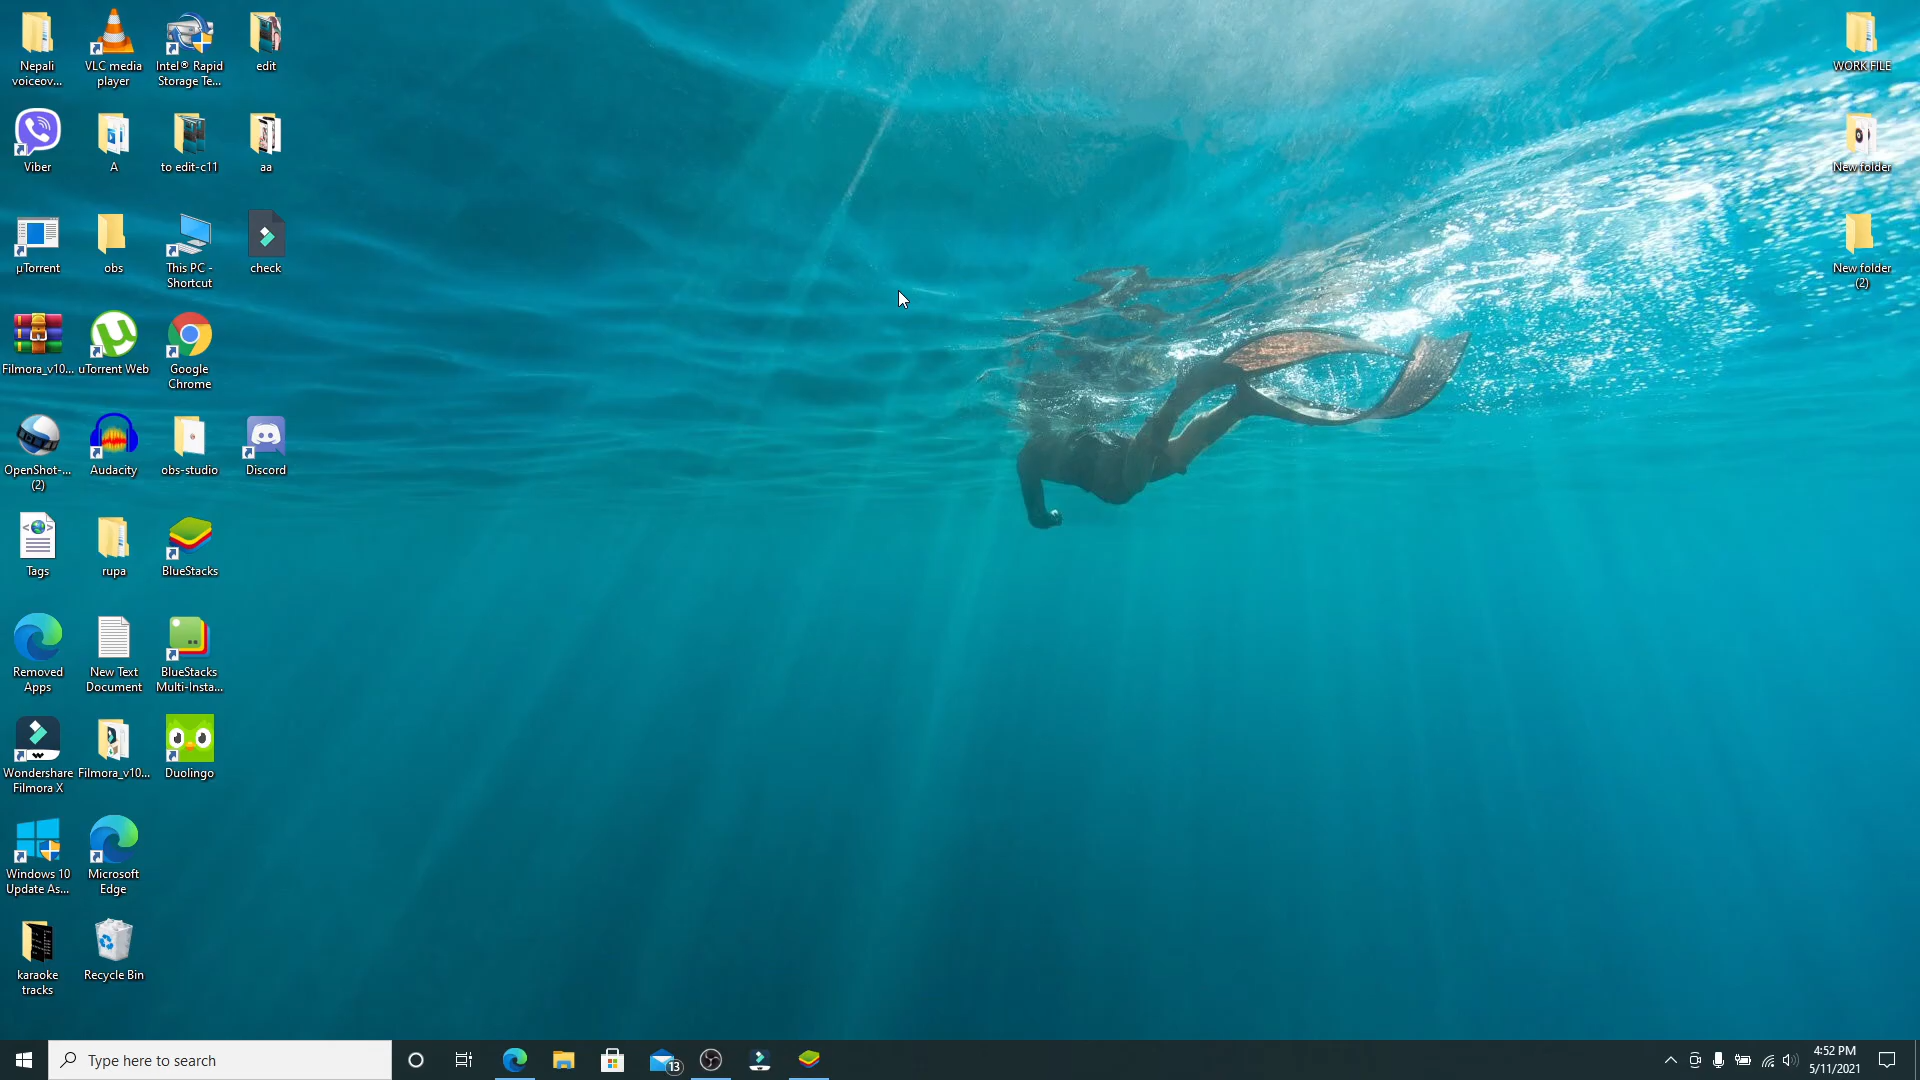 Nepali
voiceov...
VLC media
player
Intel® Rapid
Storage Te...
edit
WORK FILE
Viber
A
to edit-c11
aa
New folder
µTorrent
obs
This PC -
Shortcut
check
New folder
(2)
Filmora_v10...
uTorrent Web
Google
Chrome
OpenShot-...
(2)
Audacity
obs-studio
Discord
Tags
rupa
BlueStacks
Removed
Apps
New Text
Document
BlueStacks
Multi-Insta...
Wondershare
Filmora X
Filmora_v10...
Duolingo
Windows 10
Update As...
Microsoft
Edge
karaoke
tracks
Recycle Bin
Type here to search
13
4:52 PM
5/11/2021